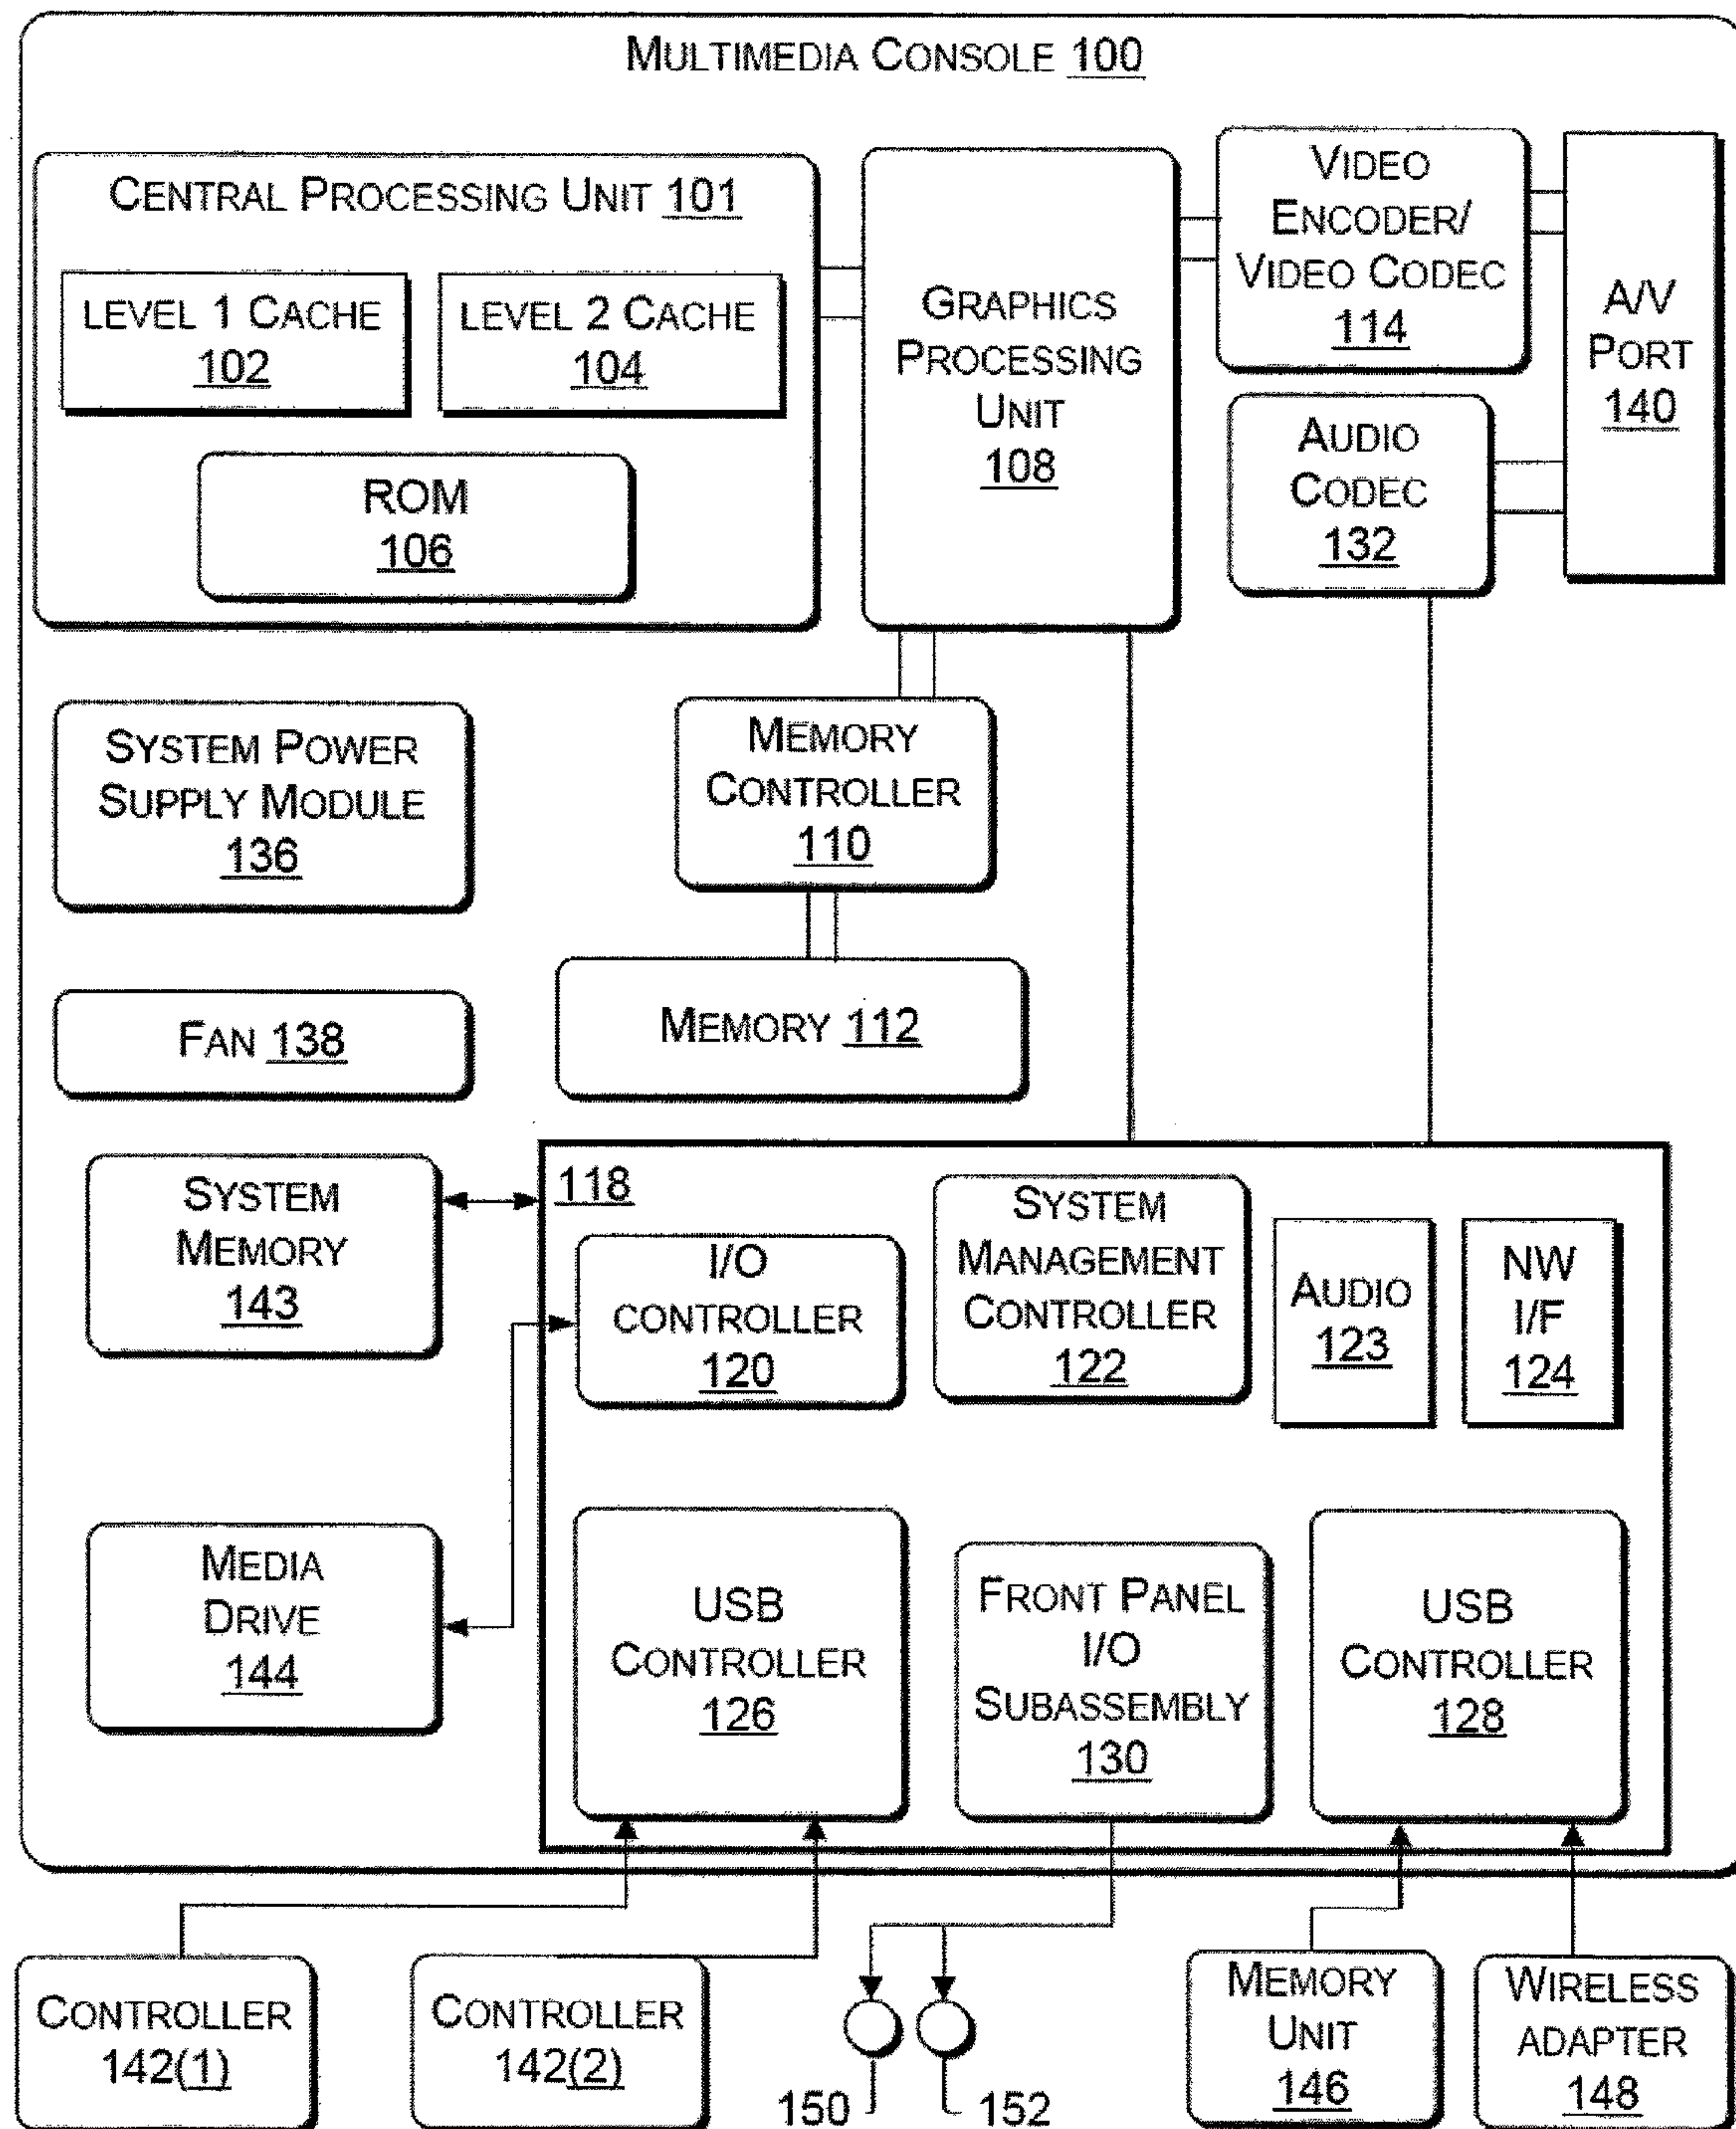 MULTIMEDIA CONSOLE 100
CENTRAL PROCESSING UNIT 101
LEVEL 1 CACHE
102
LEVEL 2 CACHE
104
ROM
106
GRAPHICS
PROCESSING
UNIT
108
VIDEO
ENCODER/
VIDEO CODEC
114
A/V
PORT
140
AUDIO
CODEC
132
SYSTEM POWER
SUPPLY MODULE
136
MEMORY
CONTROLLER
110
FAN 138
MEMORY 112
SYSTEM
MEMORY
143
118
I/O
CONTROLLER
120
SYSTEM
MANAGEMENT
CONTROLLER
122
AUDIO
123
NW
I/F
124
MEDIA
DRIVE
144
USB
CONTROLLER
126
FRONT PANEL
I/O
SUBASSEMBLY
130
USB
CONTROLLER
128
CONTROLLER
142(1)
CONTROLLER
142(2)
150
152
MEMORY
UNIT
146
WIRELESS
ADAPTER
148